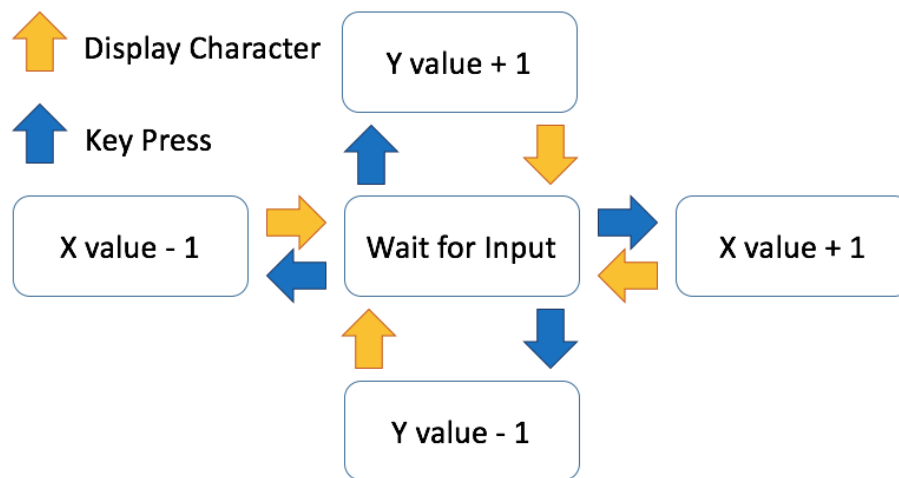 Display Character
Y value + 1
Key Press
X value - 1
Wait for Input
X value + 1
Y value - 1